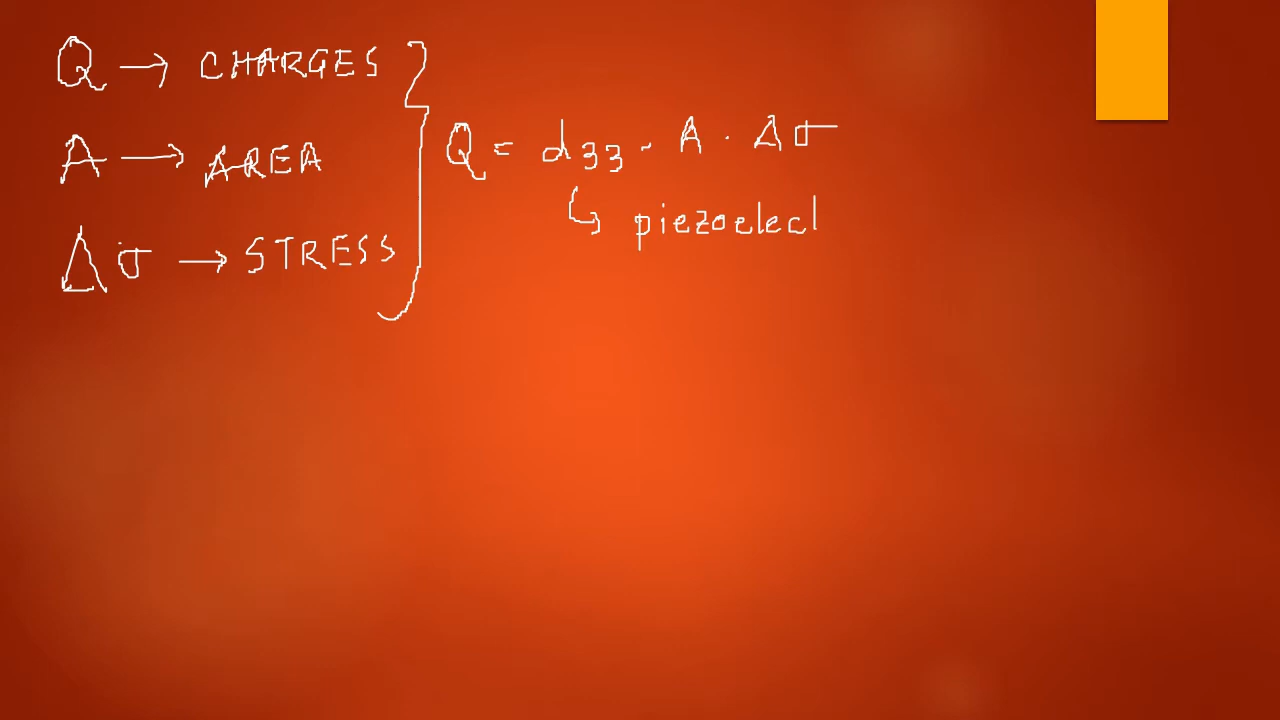 Q → CHARGES
A → AREA
Δσ → STRESS
Q = d33 . A . Δσ
↳ piezoelecl